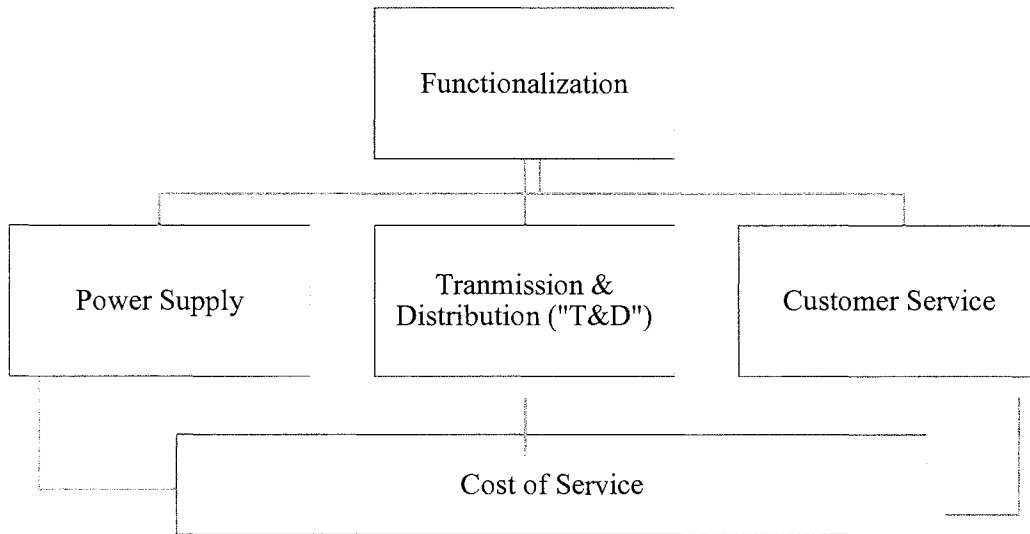 Functionalization
Power Supply
Tranmission &
Distribution ("T&D")
Customer Service
Cost of Service